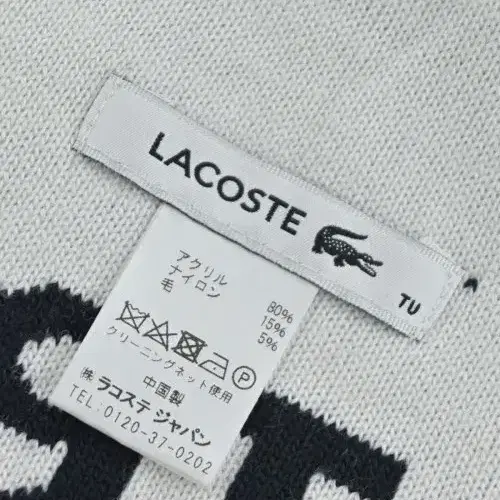 LACOSTE
TU
アクリル 80%
ナイロン 15%
毛 5%
P
クリーニングネット使用
中国製
㈱ ラコステ ジャパン
TEL:0120-37-0202